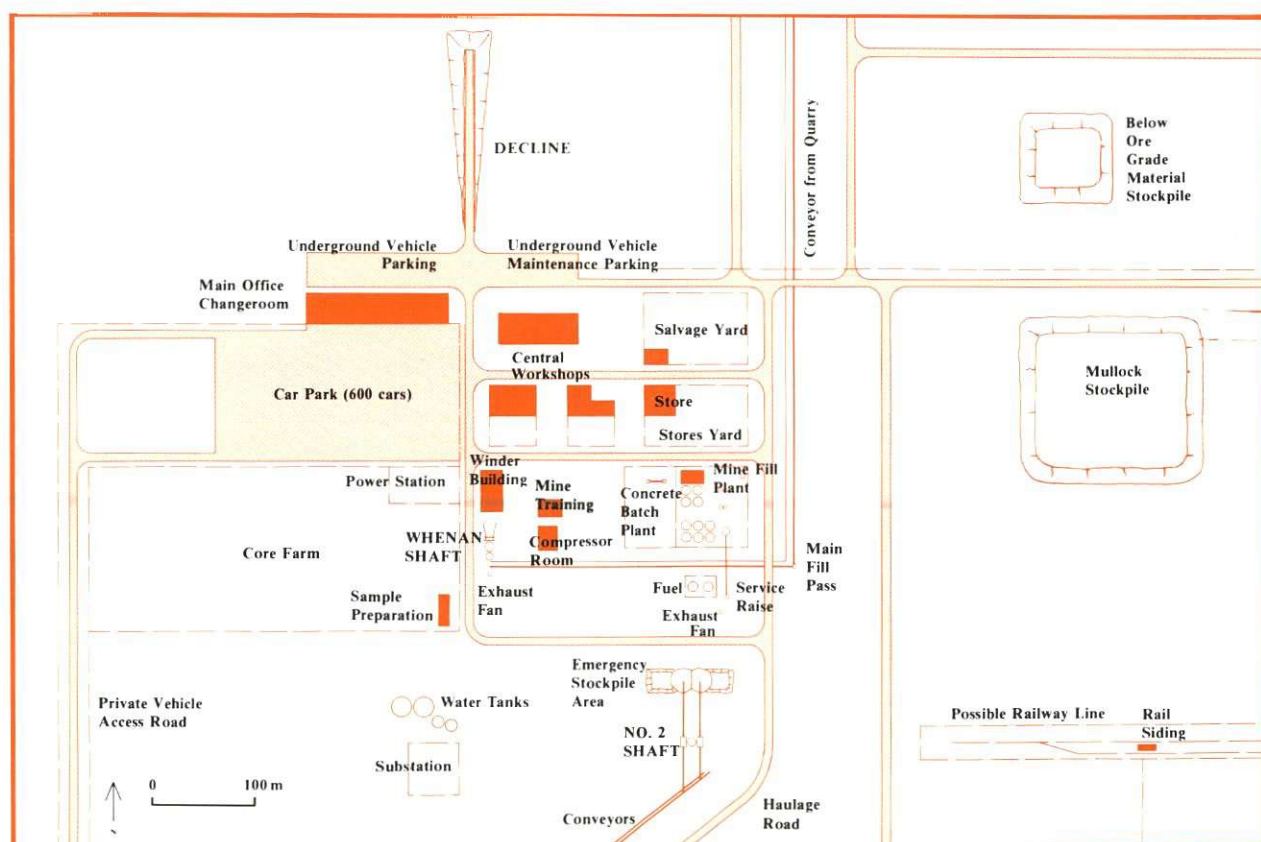 DECLINE
Conveyor from Quarry
Below
Ore
Grade
Material
Stockpile
Underground Vehicle
Parking
Underground Vehicle
Maintenance Parking
Main Office
Changeroom
Salvage Yard
Central
Workshops
Mullock
Stockpile
Car Park (600 cars)
Store
Stores Yard
Winder
Building
Power Station
Mine
Training
Concrete
Batch
Plant
Mine Fill
Plant
WHENAN
SHAFT
Compressor
Room
Core Farm
Main
Fill
Pass
Exhaust
Fan
Fuel
Service
Raise
Sample
Preparation
Exhaust
Fan
Emergency
Stockpile
Area
Private Vehicle
Access Road
Water Tanks
NO. 2
SHAFT
Possible Railway Line
Rail
Siding
Substation
0 100 m
Conveyors
Haulage
Road